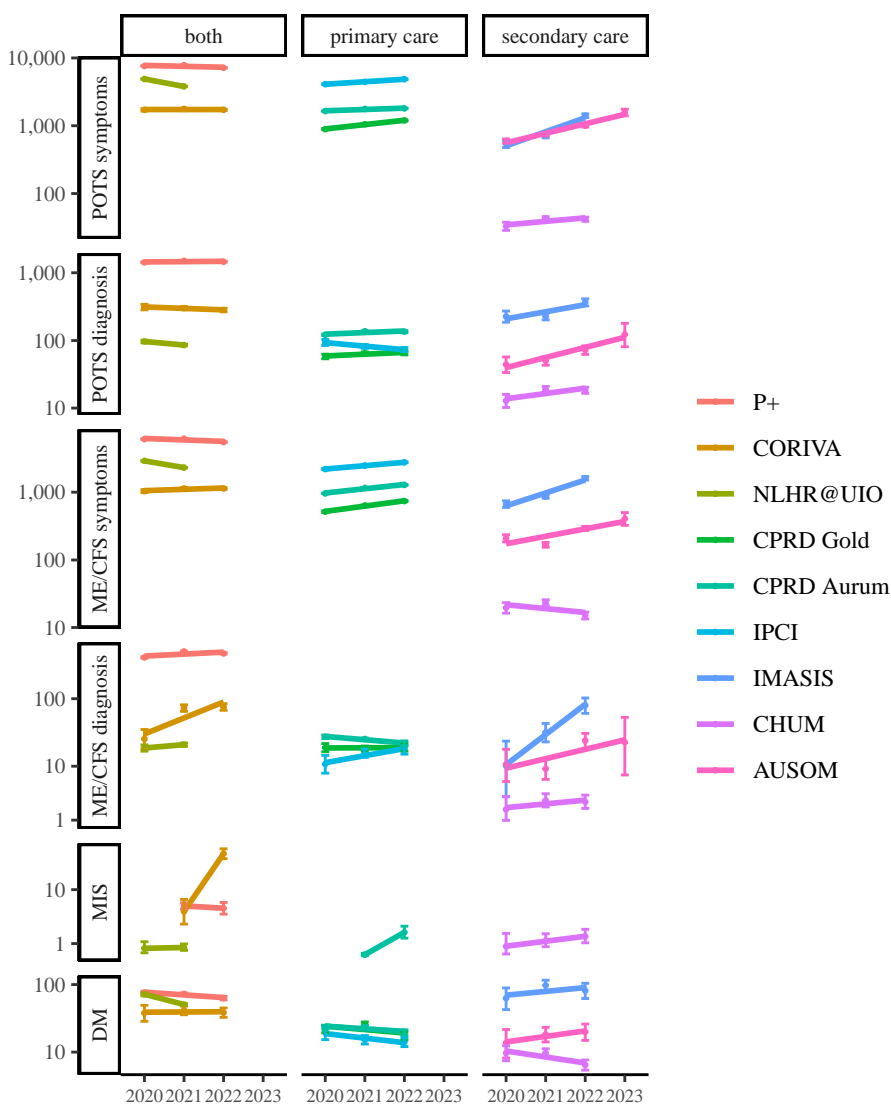 both primary care secondary care
POTS symptoms
10,000
1,000
100
POTS diagnosis
1,000
100
10
ME/CFS symptoms
1,000
100
10
ME/CFS diagnosis
100
10
1
MIS
10
1
DM
100
10
2020 2021 2022 2023 2020 2021 2022 2023 2020 2021 2022 2023
P+
CORIVA
NLHR@UIO
CPRD Gold
CPRD Aurum
IPCI
IMASIS
CHUM
AUSOM